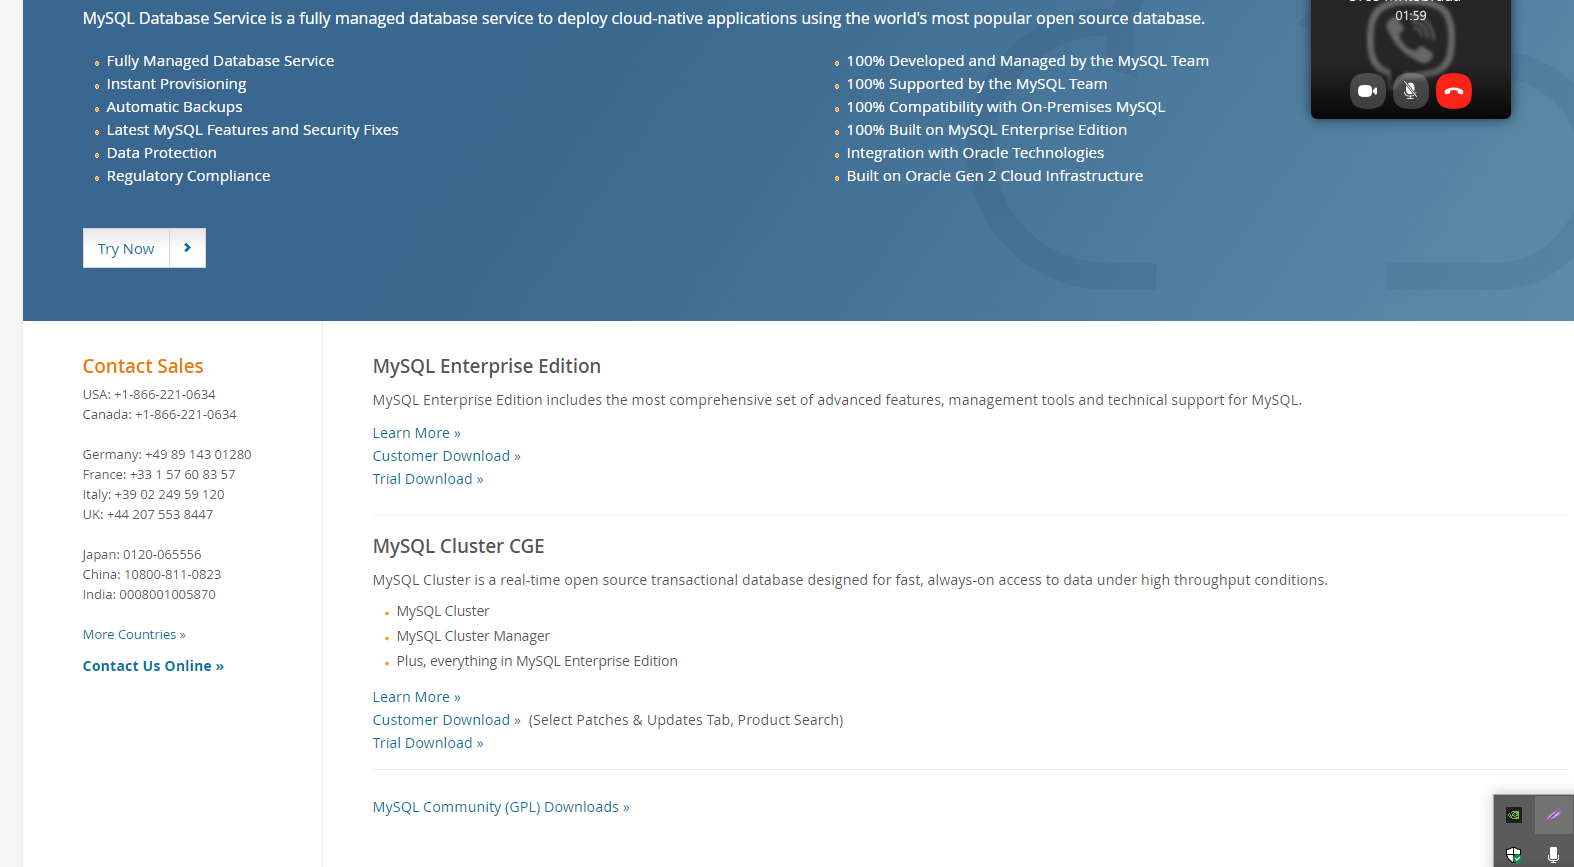 MySQL Database Service is a fully managed database service to deploy cloud-native applications using the world's most popular open source database.
Fully Managed Database Service
Instant Provisioning
Automatic Backups
Latest MySQL Features and Security Fixes
Data Protection
Regulatory Compliance
100% Developed and Managed by the MySQL Team
100% Supported by the MySQL Team
100% Compatibility with On-Premises MySQL
100% Built on MySQL Enterprise Edition
Integration with Oracle Technologies
Built on Oracle Gen 2 Cloud Infrastructure
01:59
Try Now
Contact Sales
USA: +1-866-221-0634
Canada: +1-866-221-0634
Germany: +49 89 143 01280
France: +33 1 57 60 83 57
Italy: +39 02 249 59 120
UK: +44 207 553 8447
Japan: 0120-065556
China: 10800-811-0823
India: 0008001005870
More Countries »
Contact Us Online »
MySQL Enterprise Edition
MySQL Enterprise Edition includes the most comprehensive set of advanced features, management tools and technical support for MySQL.
Learn More »
Customer Download »
Trial Download »
MySQL Cluster CGE
MySQL Cluster is a real-time open source transactional database designed for fast, always-on access to data under high throughput conditions.
MySQL Cluster
MySQL Cluster Manager
Plus, everything in MySQL Enterprise Edition
Learn More »
Customer Download » (Select Patches & Updates Tab, Product Search)
Trial Download »
MySQL Community (GPL) Downloads »